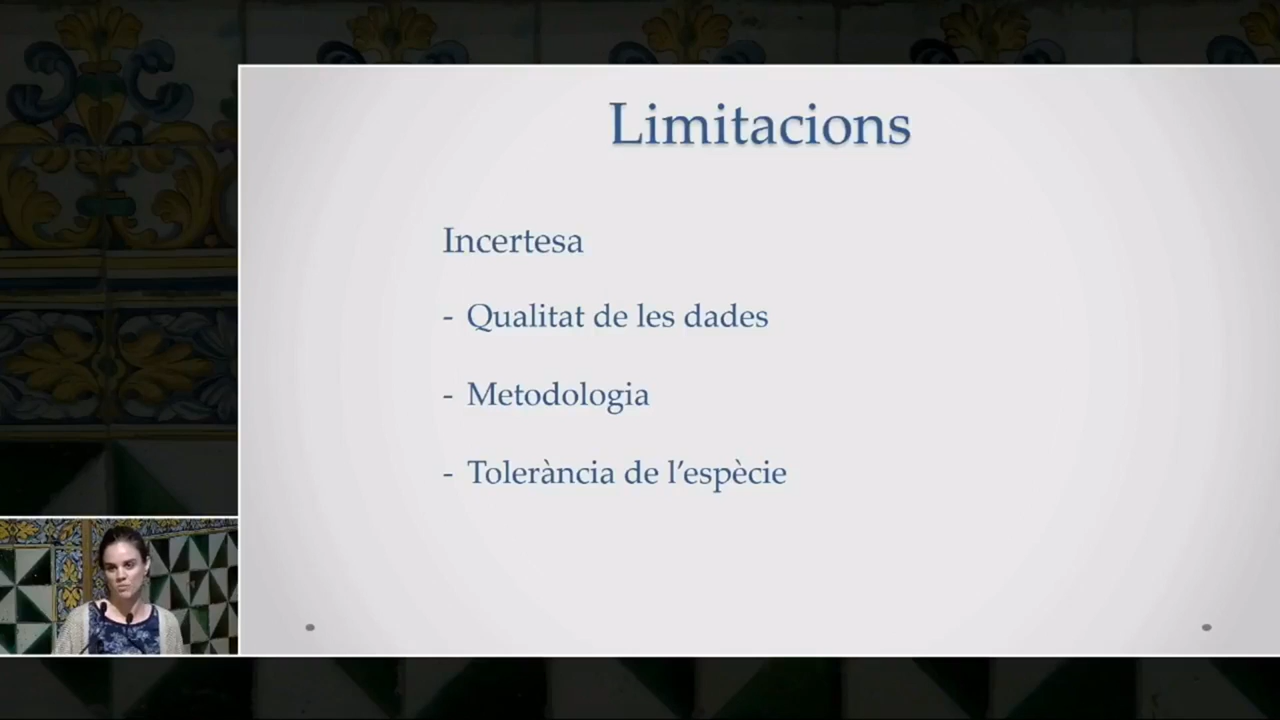 Limitacions
Incertesa
- Qualitat de les dades
- Metodologia
- Tolerància de l’espècie